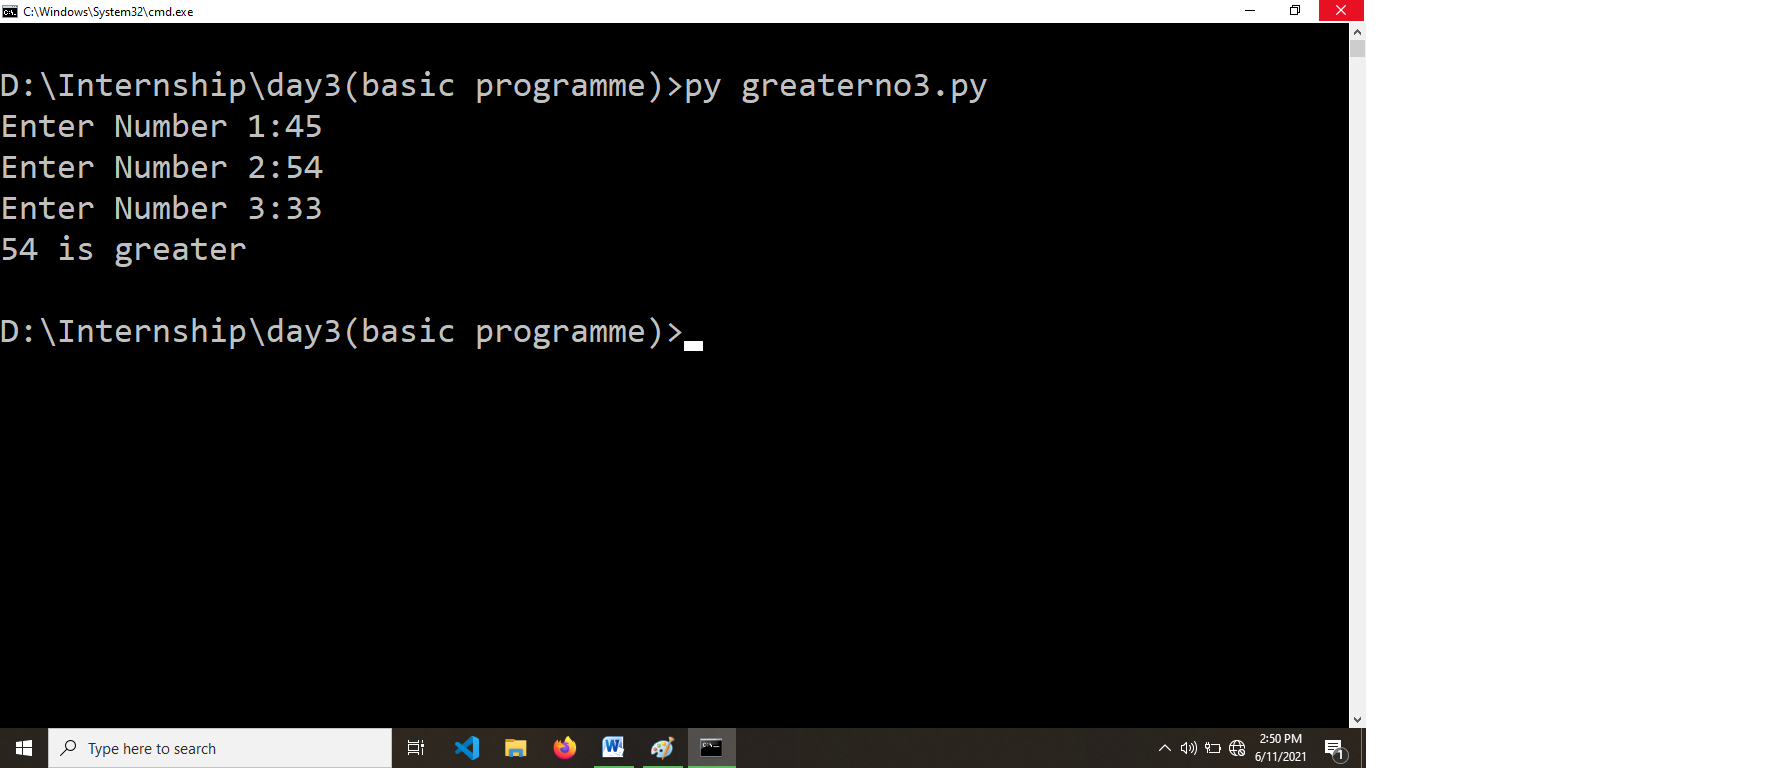 C:\Windows\System32\cmd.exe
D:\Internship\day3(basic programme)>py greaterno3.py
Enter Number 1:45
Enter Number 2:54
Enter Number 3:33
54 is greater
D:\Internship\day3(basic programme)>
Type here to search
2:50 PM
6/11/2021
1